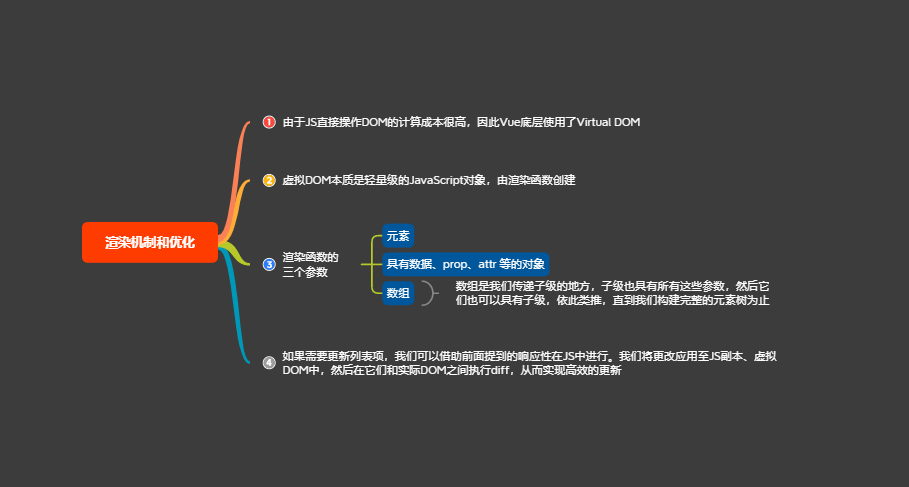 1 由于JS直接操作DOM的计算成本很高，因此Vue底层使用了Virtual DOM
2 虚拟DOM本质是轻量级的JavaScript对象，由渲染函数创建
渲染机制和优化
3 渲染函数的
三个参数
元素
具有数据、prop、attr 等的对象
数组
数组是我们传递子级的地方，子级也具有所有这些参数，然后它
们也可以具有子级，依此类推，直到我们构建完整的元素树为止
4 如果需要更新列表项，我们可以借助前面提到的响应性在JS中进行。我们将更改应用至JS副本、虚拟
DOM中，然后在它们和实际DOM之间执行diff，从而实现高效的更新